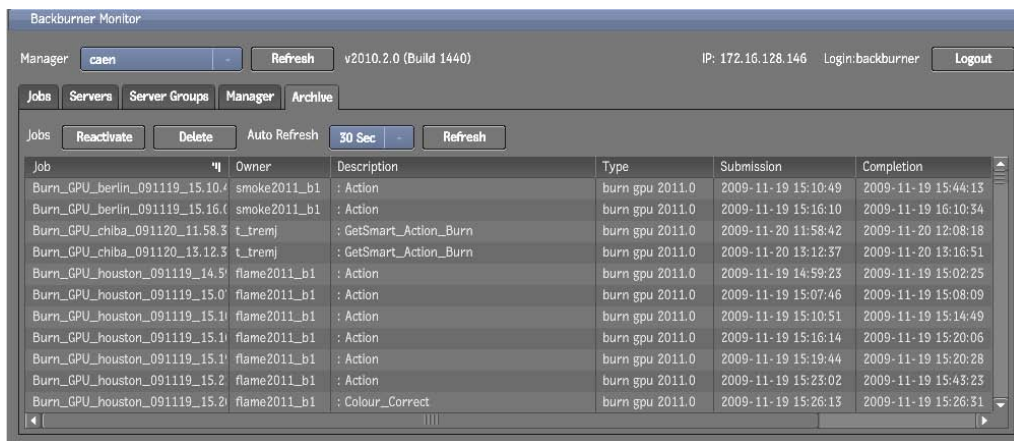 Backburner Monitor
Manager caen Refresh v2010.2.0 (Build 1440) IP: 172.16.128.146 Login:backburner Logout
Jobs Servers Server Groups Manager Archive
Jobs Reactivate Delete Auto Refresh 30 Sec Refresh
Job Owner Description Type Submission Completion
Burn_GPU_berlin_091119_15.10.4 smoke2011_b1 : Action burn gpu 2011.0 2009-11-19 15:10:49 2009-11-19 15:44:13
Burn_GPU_berlin_091119_15.16.0 smoke2011_b1 : Action burn gpu 2011.0 2009-11-19 15:16:10 2009-11-19 16:10:34
Burn_GPU_chiba_091120_11.58.3 t_tremj : GetSmart_Action_Burn burn gpu 2011.0 2009-11-20 11:58:42 2009-11-20 12:08:18
Burn_GPU_chiba_091120_13.12.3 t_tremj : GetSmart_Action_Burn burn gpu 2011.0 2009-11-20 13:12:37 2009-11-20 13:16:51
Burn_GPU_houston_091119_14.5 flame2011_b1 : Action burn gpu 2011.0 2009-11-19 14:59:23 2009-11-19 15:02:25
Burn_GPU_houston_091119_15.0 flame2011_b1 : Action burn gpu 2011.0 2009-11-19 15:07:46 2009-11-19 15:08:09
Burn_GPU_houston_091119_15.1 flame2011_b1 : Action burn gpu 2011.0 2009-11-19 15:10:51 2009-11-19 15:14:49
Burn_GPU_houston_091119_15.1 flame2011_b1 : Action burn gpu 2011.0 2009-11-19 15:16:14 2009-11-19 15:20:06
Burn_GPU_houston_091119_15.1 flame2011_b1 : Action burn gpu 2011.0 2009-11-19 15:19:44 2009-11-19 15:20:28
Burn_GPU_houston_091119_15.2 flame2011_b1 : Action burn gpu 2011.0 2009-11-19 15:23:02 2009-11-19 15:43:23
Burn_GPU_houston_091119_15.2 flame2011_b1 : Colour_Correct burn gpu 2011.0 2009-11-19 15:26:13 2009-11-19 15:26:31